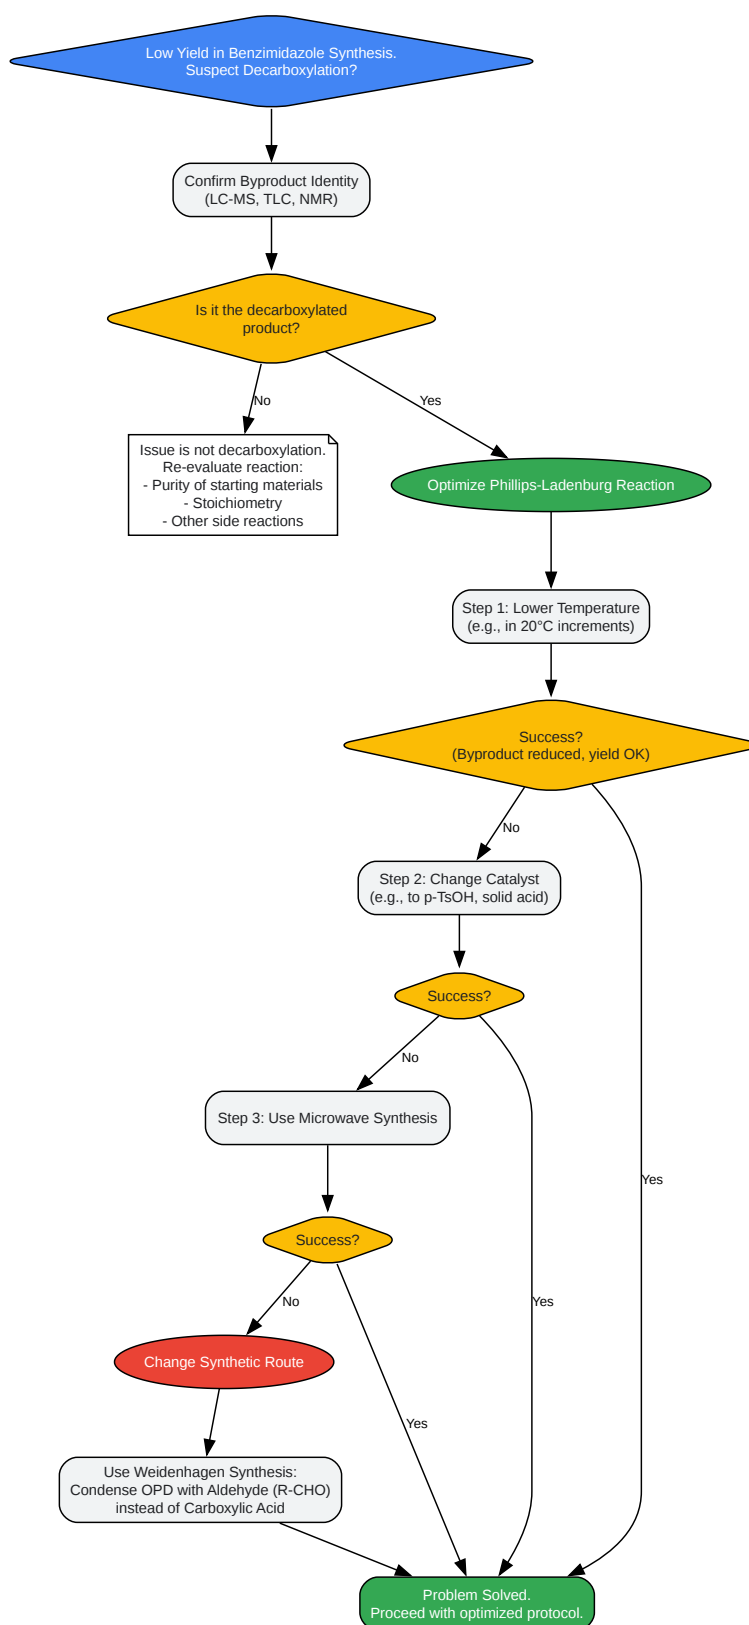 Low Yield in Benzimidazole Synthesis.
Suspect Decarboxylation?
Confirm Byproduct Identity
(LC-MS, TLC, NMR)
Is it the decarboxylated
product?
No
Yes
Issue is not decarboxylation.
Re-evaluate reaction:
- Purity of starting materials
- Stoichiometry
- Other side reactions
Optimize Phillips-Ladenburg Reaction
Step 1: Lower Temperature
(e.g., in 20°C increments)
Success?
(Byproduct reduced, yield OK)
No
Step 2: Change Catalyst
(e.g., to p-TsOH, solid acid)
Success?
No
Step 3: Use Microwave Synthesis
Yes
Success?
No
Yes
Change Synthetic Route
Yes
Use Weidenhagen Synthesis:
Condense OPD with Aldehyde (R-CHO)
instead of Carboxylic Acid
Problem Solved.
Proceed with optimized protocol.